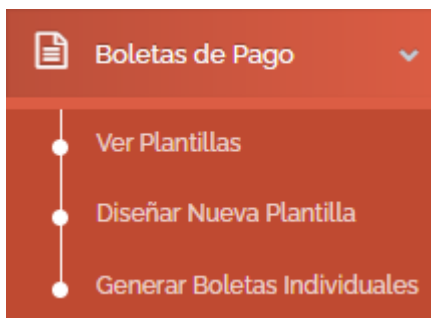 Boletas de Pago
Ver Plantillas
Diseñar Nueva Plantilla
Generar Boletas Individuales